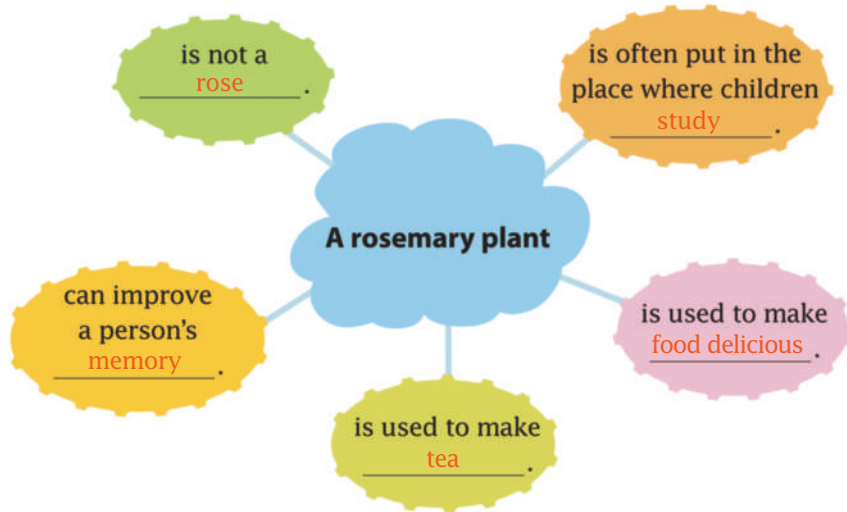 is not a
rose.
is often put in the
place where children
study.
A rosemary plant
can improve
a person's
memory.
is used to make
food delicious.
is used to make
tea.